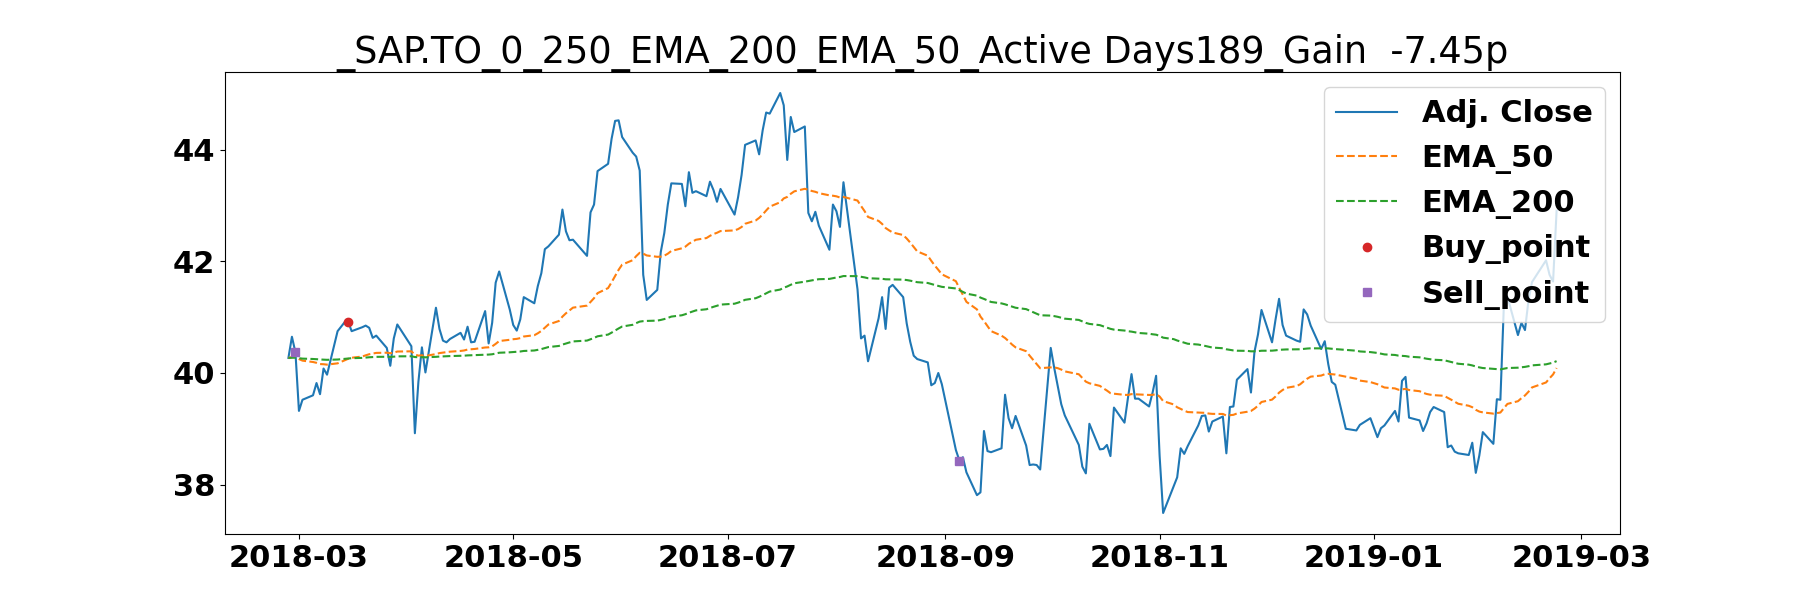 _SAP.TO_0_250_EMA_200_EMA_50_Active Days189_Gain  -7.45p
44
42
40
38
Adj. Close
EMA_50
EMA_200
Buy_point
Sell_point
2018-03 2018-05 2018-07 2018-09 2018-11 2019-01 2019-03